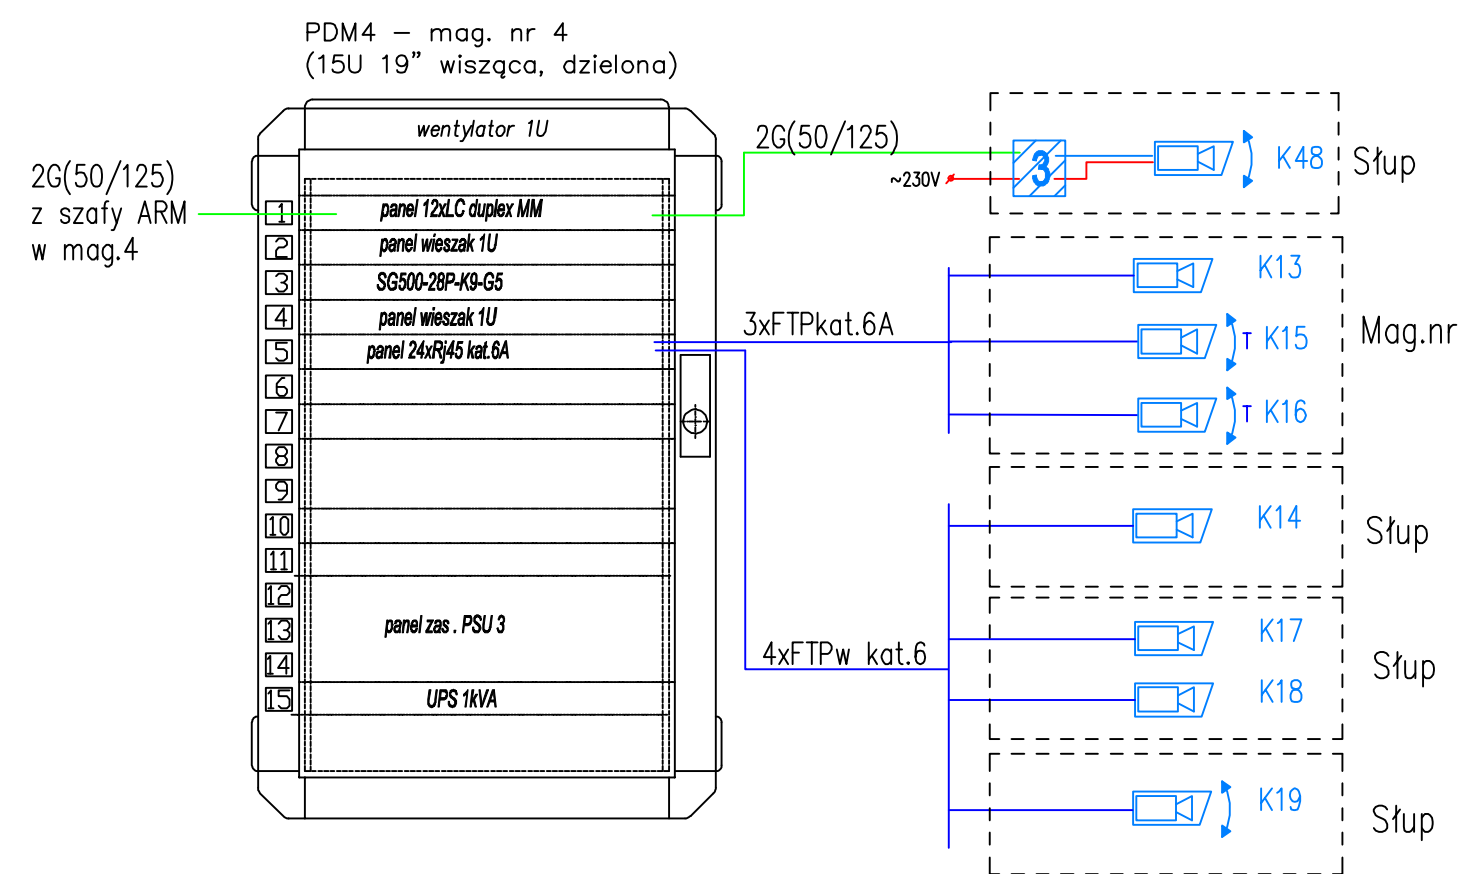 PDM4 – mag. nr 4
(15U 19” wisząca, dzielona)
wentylator 1U
2G(50/125)
z szafy ARM
w mag.4
1
panel 12xLC duplex MM
2
panel wieszak 1U
3
SG500-28P-K9-G5
4
panel wieszak 1U
5
panel 24xRj45 kat.6A
6
7
8
9
10
11
12
13
panel zas . PSU 3
14
15
UPS 1kVA
2G(50/125)
~230V
3
K48
Słup
3xFTPkat.6A
K13
T K15
T K16
Mag.nr
4xFTPw kat.6
K14
Słup
K17
K18
Słup
K19
Słup